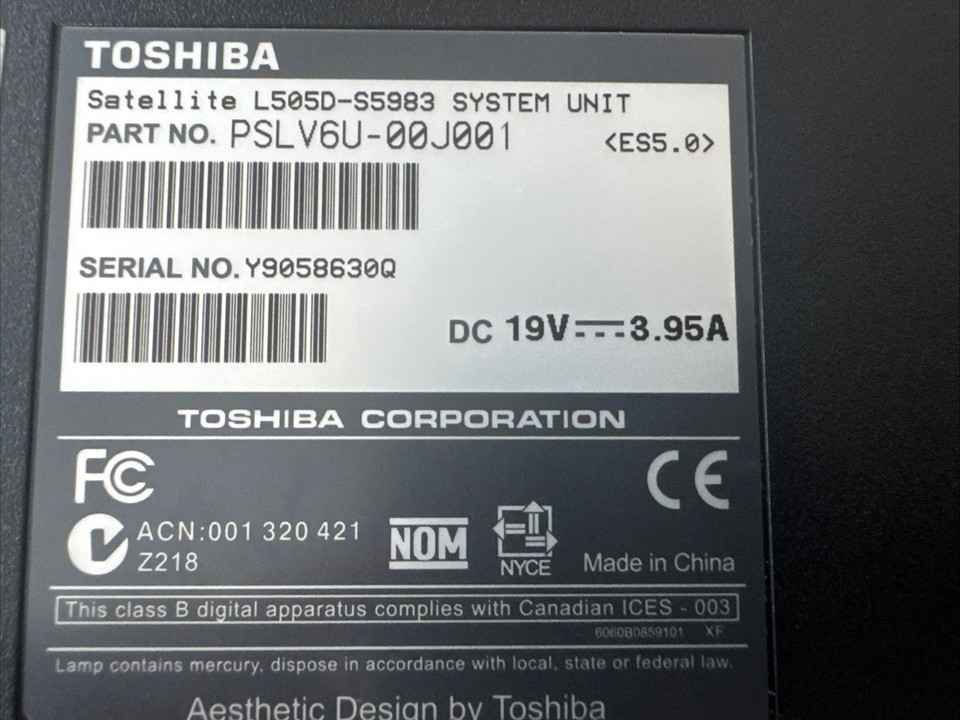 TOSHIBA
Satellite L505D-S5983 SYSTEM UNIT
PART NO. PSLV6U-00J001 <ES5.0>
SERIAL NO. Y9058630Q
DC 19V 3.95A
TOSHIBA CORPORATION
FC CE
ACN:001 320 421
Z218
NOM
NYCE
Made in China
This class B digital apparatus complies with Canadian ICES - 003
6060B0859101 XF
Lamp contains mercury, dispose in accordance with local, state or federal law.
Aesthetic Design by Toshiba